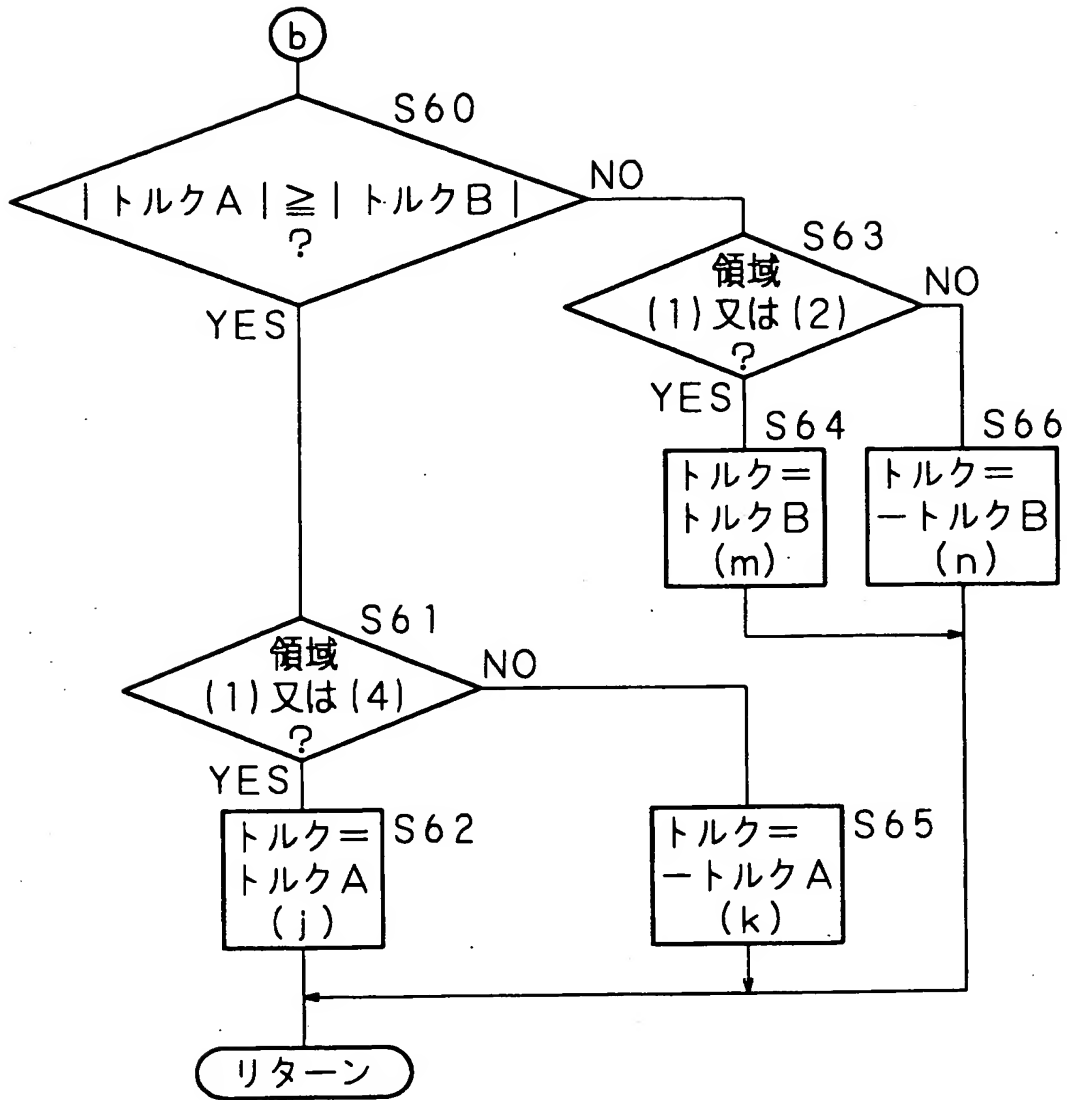 b
S60
|トルクA|≧|トルクB|
?
NO
YES
S63
領域
(1)又は(2)
?
NO
YES
S64
トルク=
トルクB
(m)
S66
トルク=
−トルクB
(n)
S61
領域
(1)又は(4)
?
NO
YES
S62
トルク=
トルクA
(j)
S65
トルク=
−トルクA
(k)
リターン